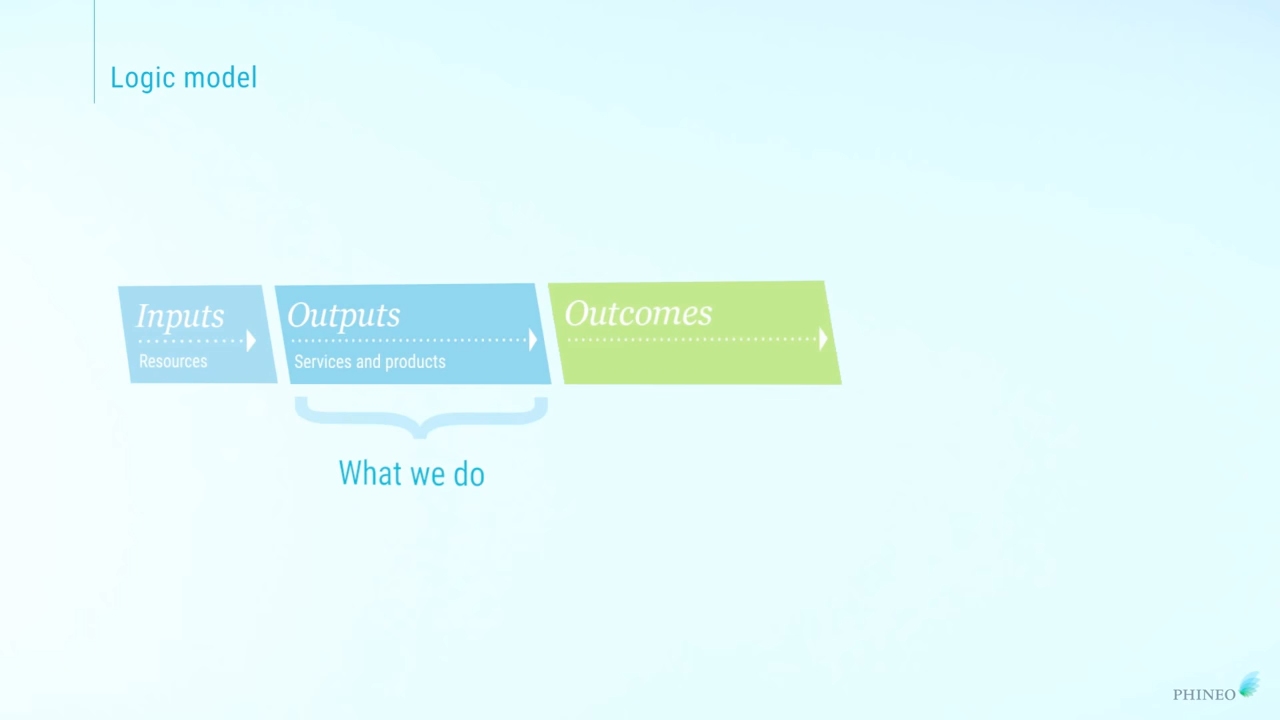 Logic model
Inputs
Resources
Outputs
Services and products
Outcomes
What we do
PHINEO